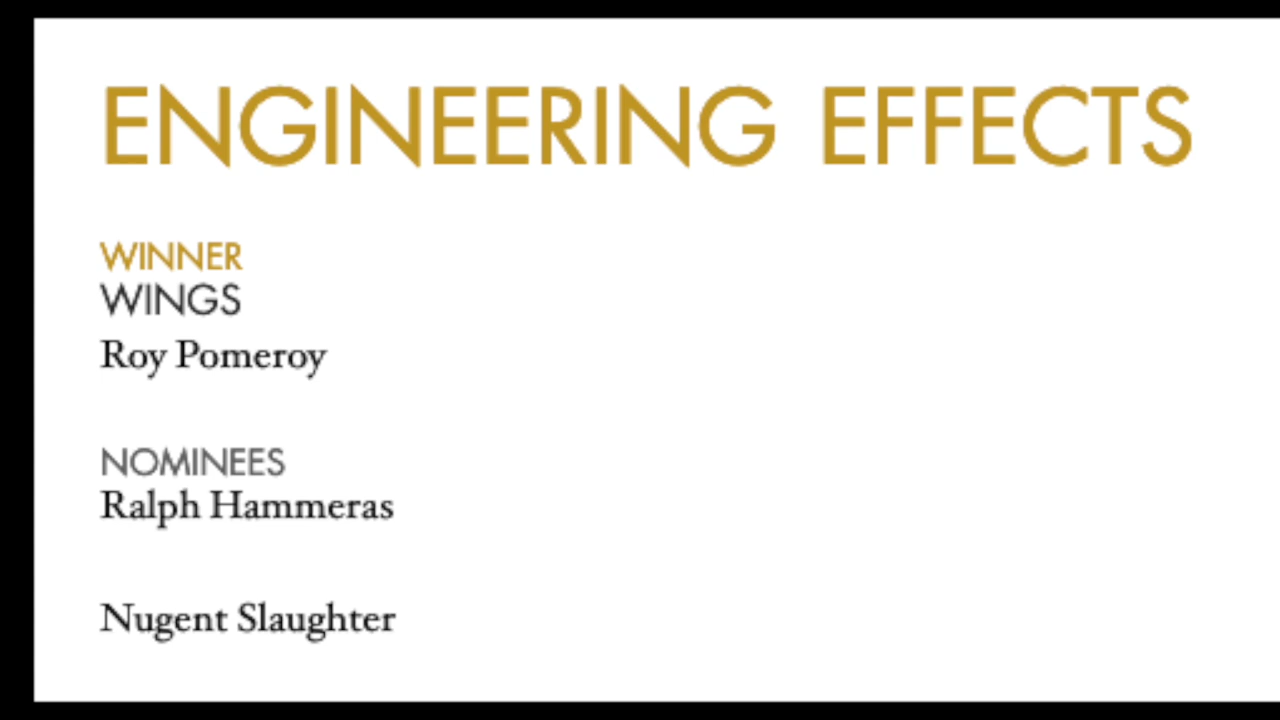 ENGINEERING EFFECTS
WINNER
WINGS
Roy Pomeroy
NOMINEES
Ralph Hammeras
Nugent Slaughter